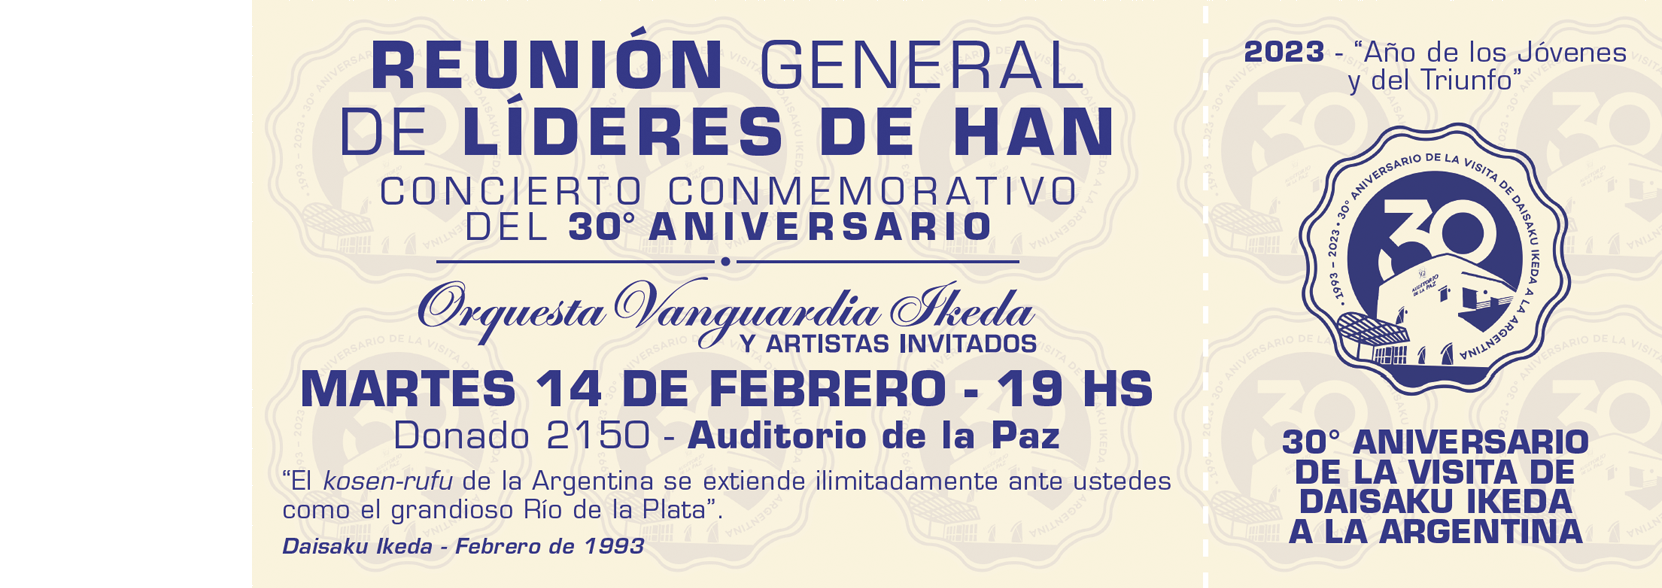 REUNIÓN GENERAL
DE LÍDERES DE HAN
CONCIERTO CONMEMORATIVO
DEL 30° ANIVERSARIO
Orquesta Vanguardia Ikeda
Y ARTISTAS INVITADOS
MARTES 14 DE FEBRERO - 19 HS
Donado 2150 - Auditorio de la Paz
“El kosen-rufu de la Argentina se extiende ilimitadamente ante ustedes
como el grandioso Río de la Plata”.
Daisaku Ikeda - Febrero de 1993
2023 - “Año de los Jóvenes
y del Triunfo”
• 1993 – 2023 • 30° ANIVERSARIO DE LA VISITA DE DAISAKU IKEDA A LA ARGENTINA
30
AUDITORIO
DE LA PAZ
30° ANIVERSARIO
DE LA VISITA DE
DAISAKU IKEDA
A LA ARGENTINA